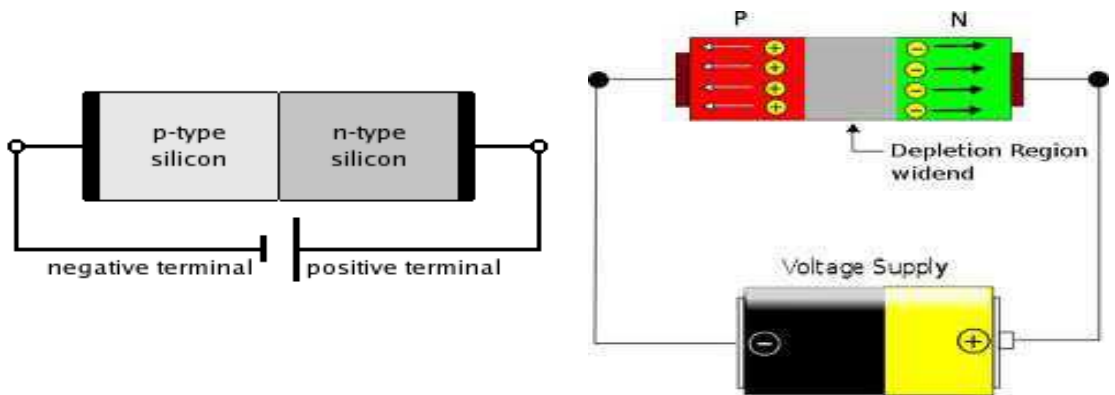 p-type
silicon
n-type
silicon
negative terminal
positive terminal
P
N
+
+
+
+
−
−
−
−
Depletion Region
widend
Voltage Supply
−
+